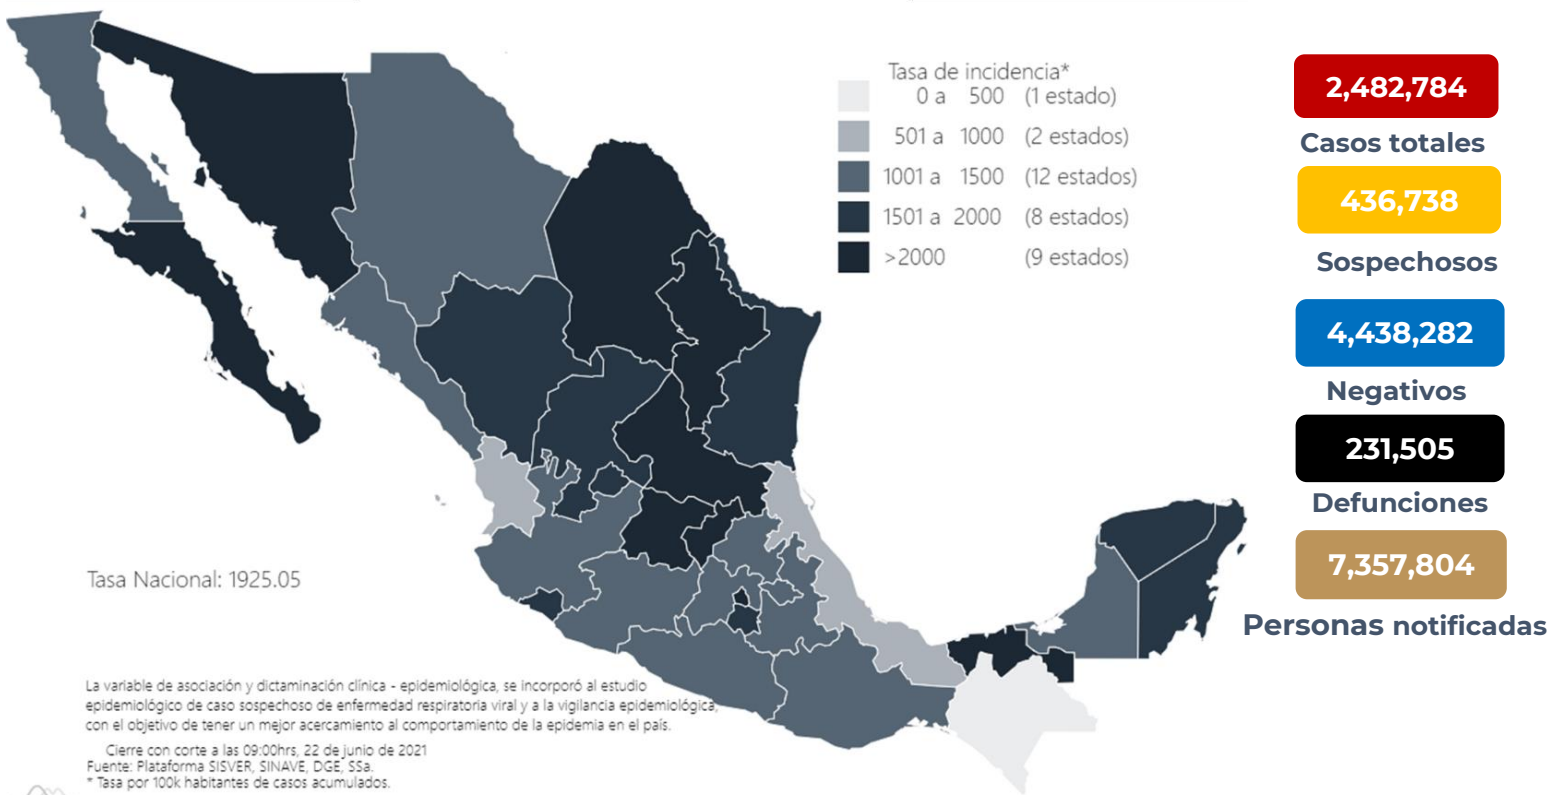 Tasa de incidencia*
0 a 500 (1 estado)
501 a 1000 (2 estados)
1001 a 1500 (12 estados)
1501 a 2000 (8 estados)
>2000 (9 estados)
2,482,784
Casos totales
436,738
Sospechosos
4,438,282
Negativos
231,505
Defunciones
7,357,804
Personas notificadas
Tasa Nacional: 1925.05
La variable de asociación y dictaminación clínica - epidemiológica, se incorporó al estudio
epidemiológico de caso sospechoso de enfermedad respiratoria viral y a la vigilancia epidemiológica,
con el objetivo de tener un mejor acercamiento al comportamiento de la epidemia en el país.
Cierre con corte a las 09:00hrs, 22 de junio de 2021
Fuente: Plataforma SISVER, SINAVE, DGE, SSa.
* Tasa por 100k habitantes de casos acumulados.